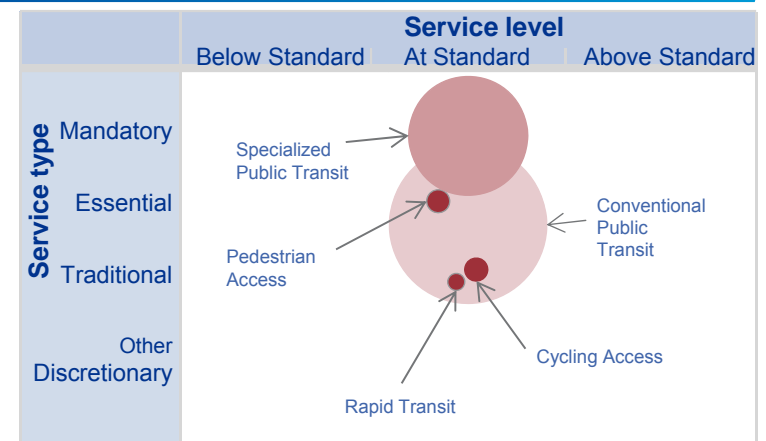 Service level
Below Standard
At Standard
Above Standard
Service type
Mandatory
Essential
Traditional
Other
Discretionary
Specialized
Public Transit
Pedestrian
Access
Conventional
Public
Transit
Cycling Access
Rapid Transit